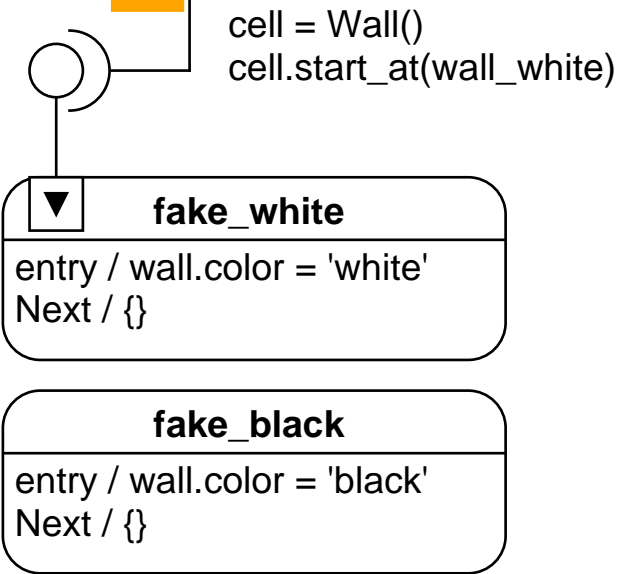 cell = Wall()
cell.start_at(wall_white)
fake_white
entry / wall.color = 'white'
Next / {}
fake_black
entry / wall.color = 'black'
Next / {}